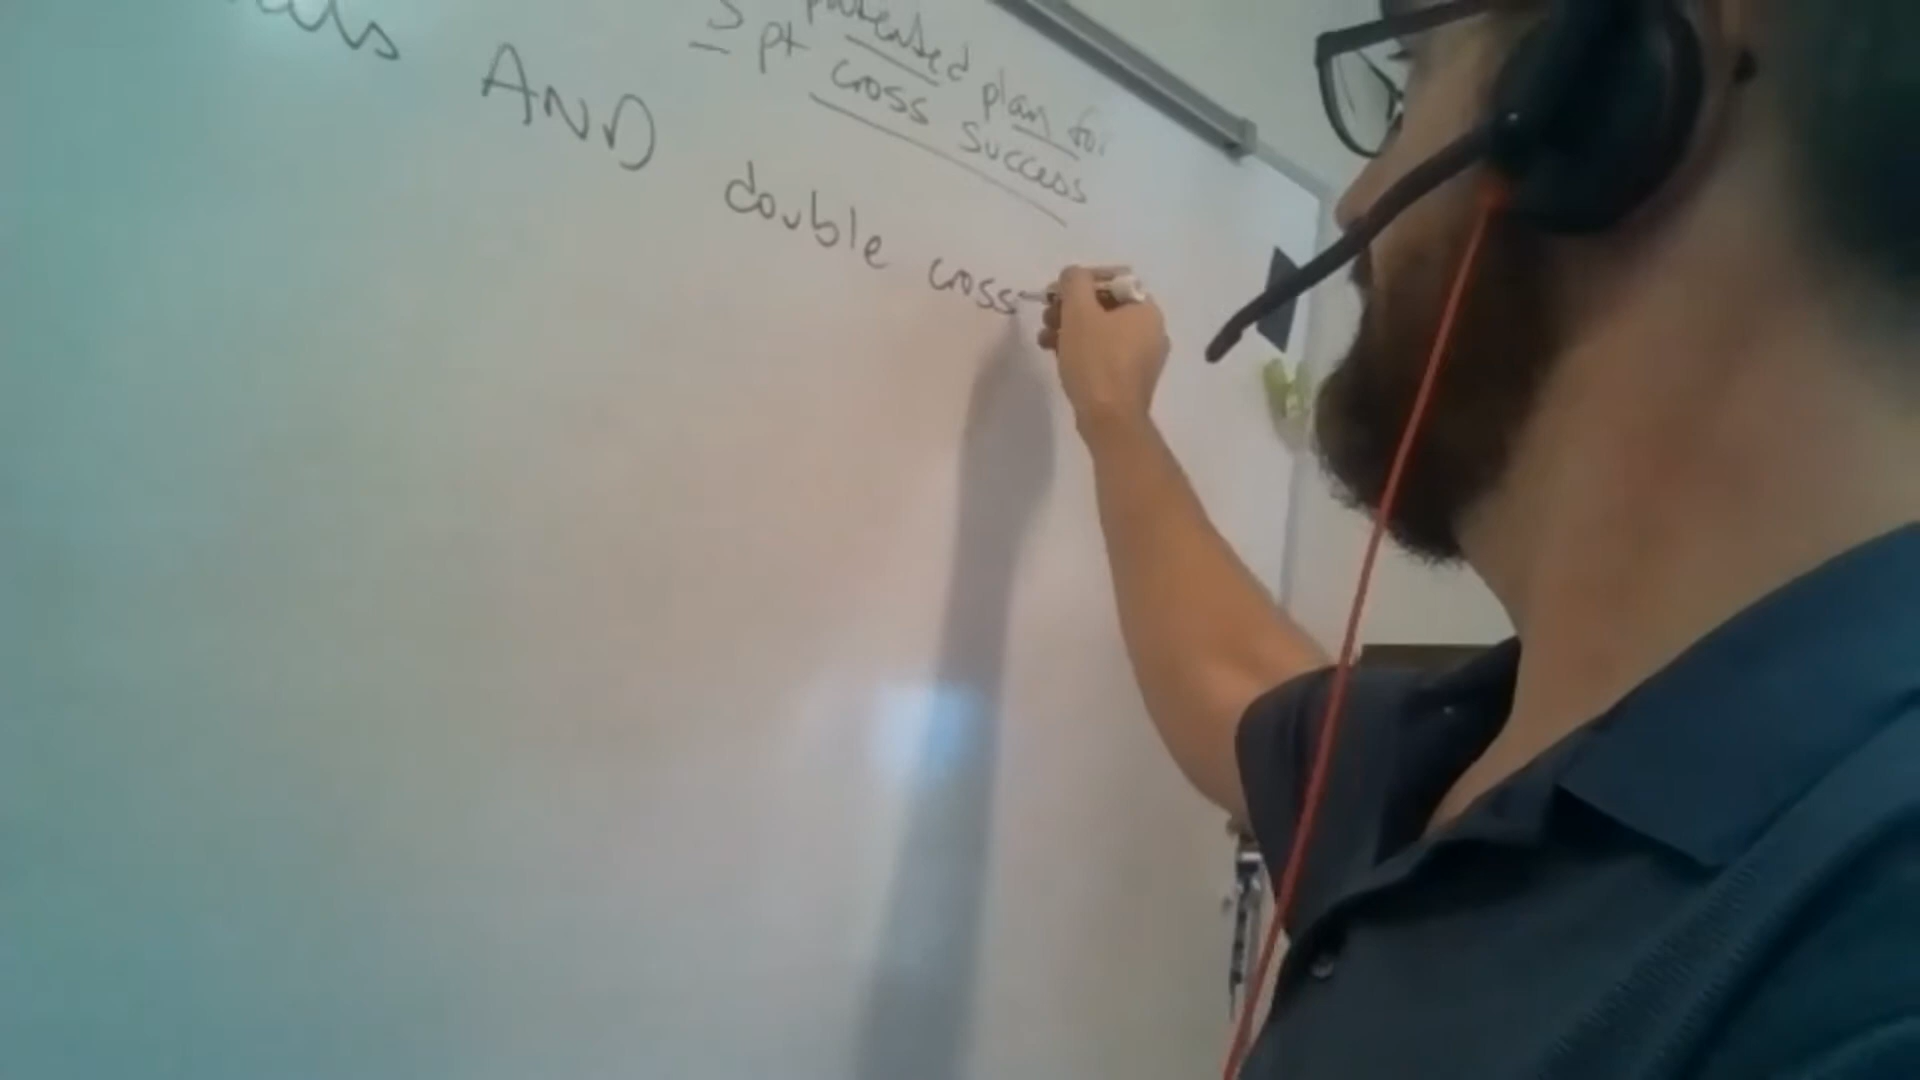 patented plan for
5 pt cross success
AND double cross